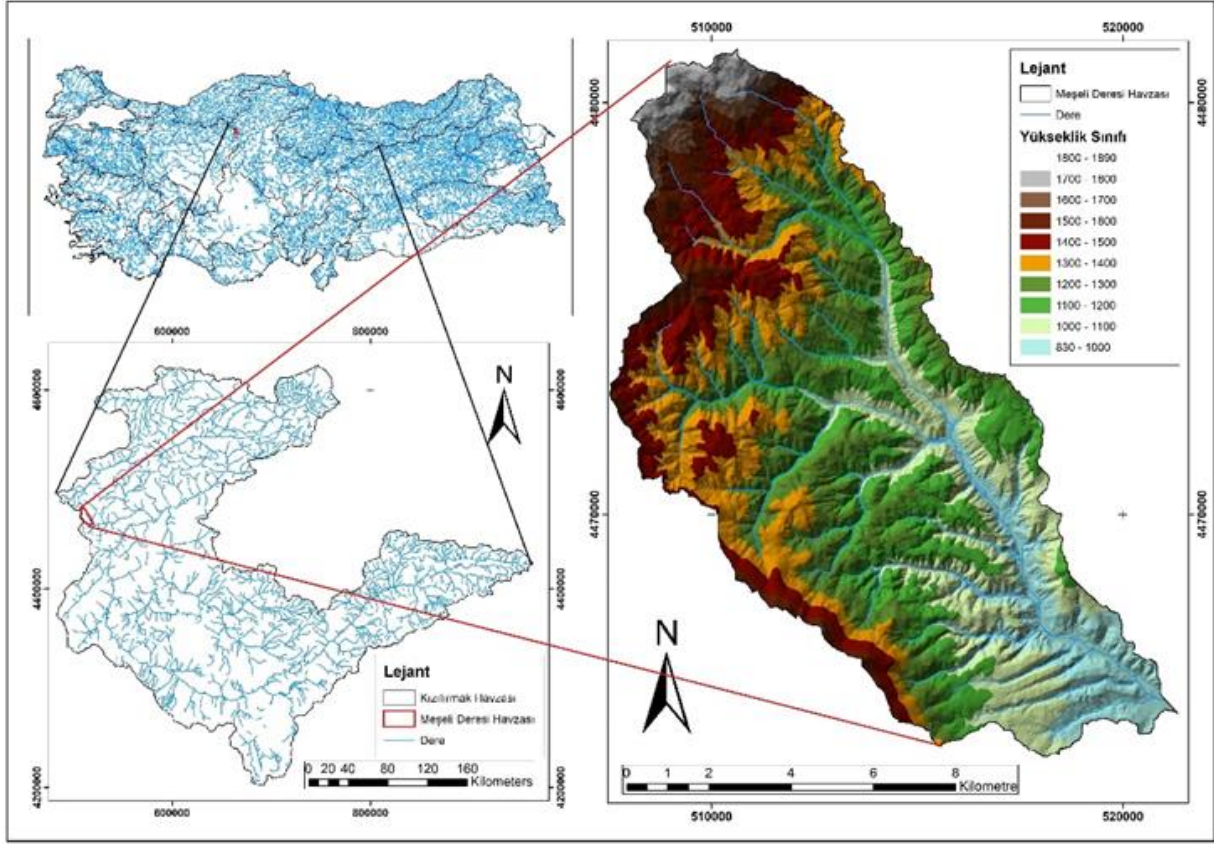 600000
800000
4600000
4600000
4400000
4400000
4200000
4200000
N
Lejant
Kızılırmak Havzası
Meşeli Deresi Havzası
Dere
0 20 40 80 120 160
Kilometers
600000
800000
510000
520000
4480000
4480000
4470000
4470000
Lejant
Meşeli Deresi Havzası
Dere
Yükseklik Sınıfı
1800 - 1890
1700 - 1800
1600 - 1700
1500 - 1600
1400 - 1500
1300 - 1400
1200 - 1300
1100 - 1200
1000 - 1100
830 - 1000
N
0 1 2 4 6 8
Kilometre
510000
520000